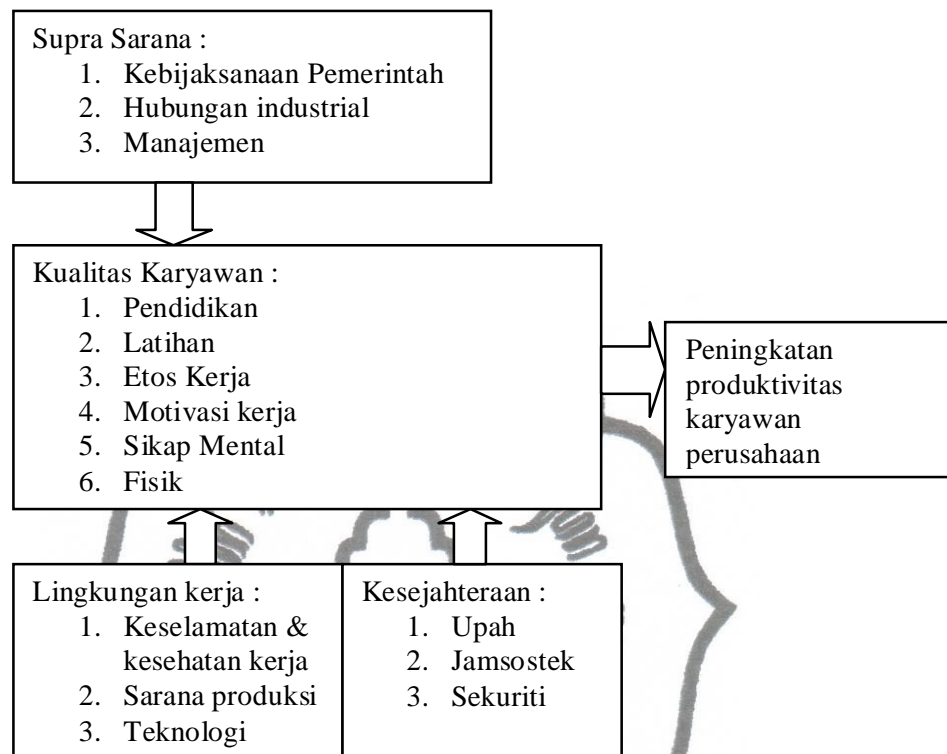 Supra Sarana :
1. Kebijaksanaan Pemerintah
2. Hubungan industrial
3. Manajemen
Kualitas Karyawan :
1. Pendidikan
2. Latihan
3. Etos Kerja
4. Motivasi kerja
5. Sikap Mental
6. Fisik
Peningkatan
produktivitas
karyawan
perusahaan
Lingkungan kerja :
1. Keselamatan &
kesehatan kerja
2. Sarana produksi
3. Teknologi
Kesejahteraan :
1. Upah
2. Jamsostek
3. Sekuriti